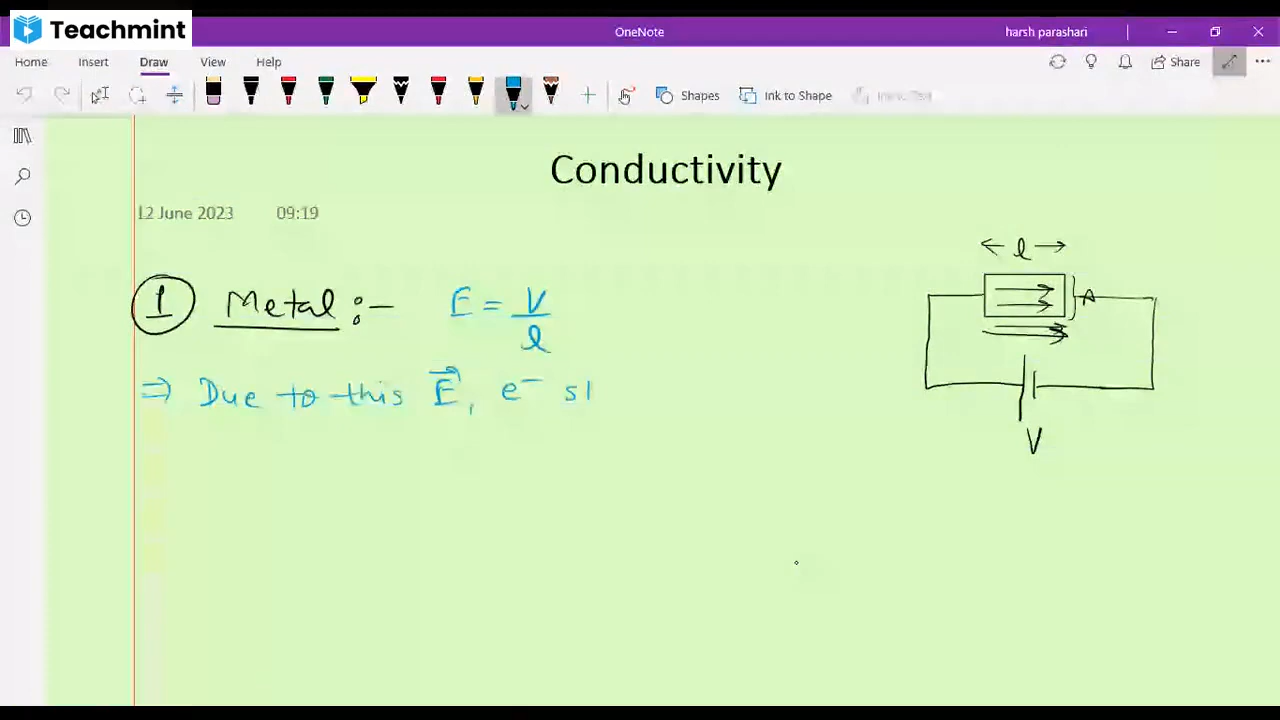 Teachmint
OneNote
harsh parashari
Home Insert Draw View Help
Share
Shapes
Ink to Shape
Conductivity
12 June 2023 09:19
1 Metal :- E = V/l
⇒ Due to this E⃗, e⁻
l
A
V